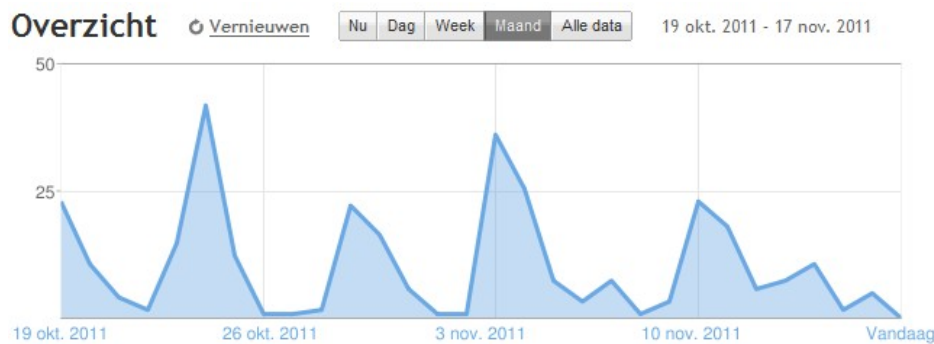 Overzicht Vernieuwen Nu Dag Week Maand Alle data 19 okt. 2011 - 17 nov. 2011
50
25
19 okt. 2011 26 okt. 2011 3 nov. 2011 10 nov. 2011 Vandaag